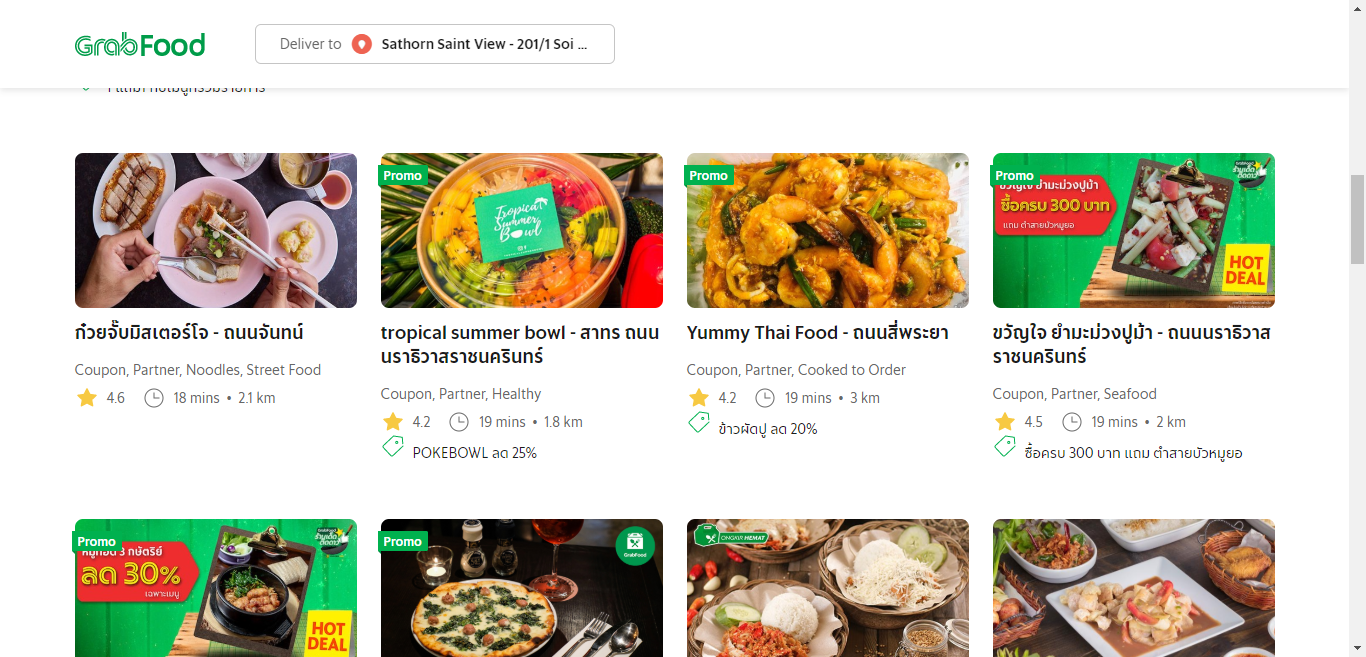 GrabFood
Deliver to Sathorn Saint View - 201/1 Soi ...
Promo
Tropical
Summer
Bowl
Promo
Promo
ขวัญใจ ยำมะม่วงปูม้า
ซื้อครบ 300 บาท
แถม ตำสายบัวหมูยอ
GrabFood
HOT
DEAL
ก๋วยจั๊บมิสเตอร์โจ - ถนนจันทน์
Coupon, Partner, Noodles, Street Food
4.6 18 mins • 2.1 km
tropical summer bowl - สาทร ถนน
นราธิวาสราชนครินทร์
Coupon, Partner, Healthy
4.2 19 mins • 1.8 km
POKEBOWL ลด 25%
Yummy Thai Food - ถนนสี่พระยา
Coupon, Partner, Cooked to Order
4.2 19 mins • 3 km
ข้าวผัดปู ลด 20%
ขวัญใจ ยำมะม่วงปูม้า - ถนนนราธิวาส
ราชนครินทร์
Coupon, Partner, Seafood
4.5 19 mins • 2 km
ซื้อครบ 300 บาท แถม ตำสายบัวหมูยอ
Promo
หมูทอด 3 กษัตริย์
ลด 30%
เฉพาะเมนู
GrabFood
HOT
DEAL
Promo
GrabFood
ONGKIR HEMAT